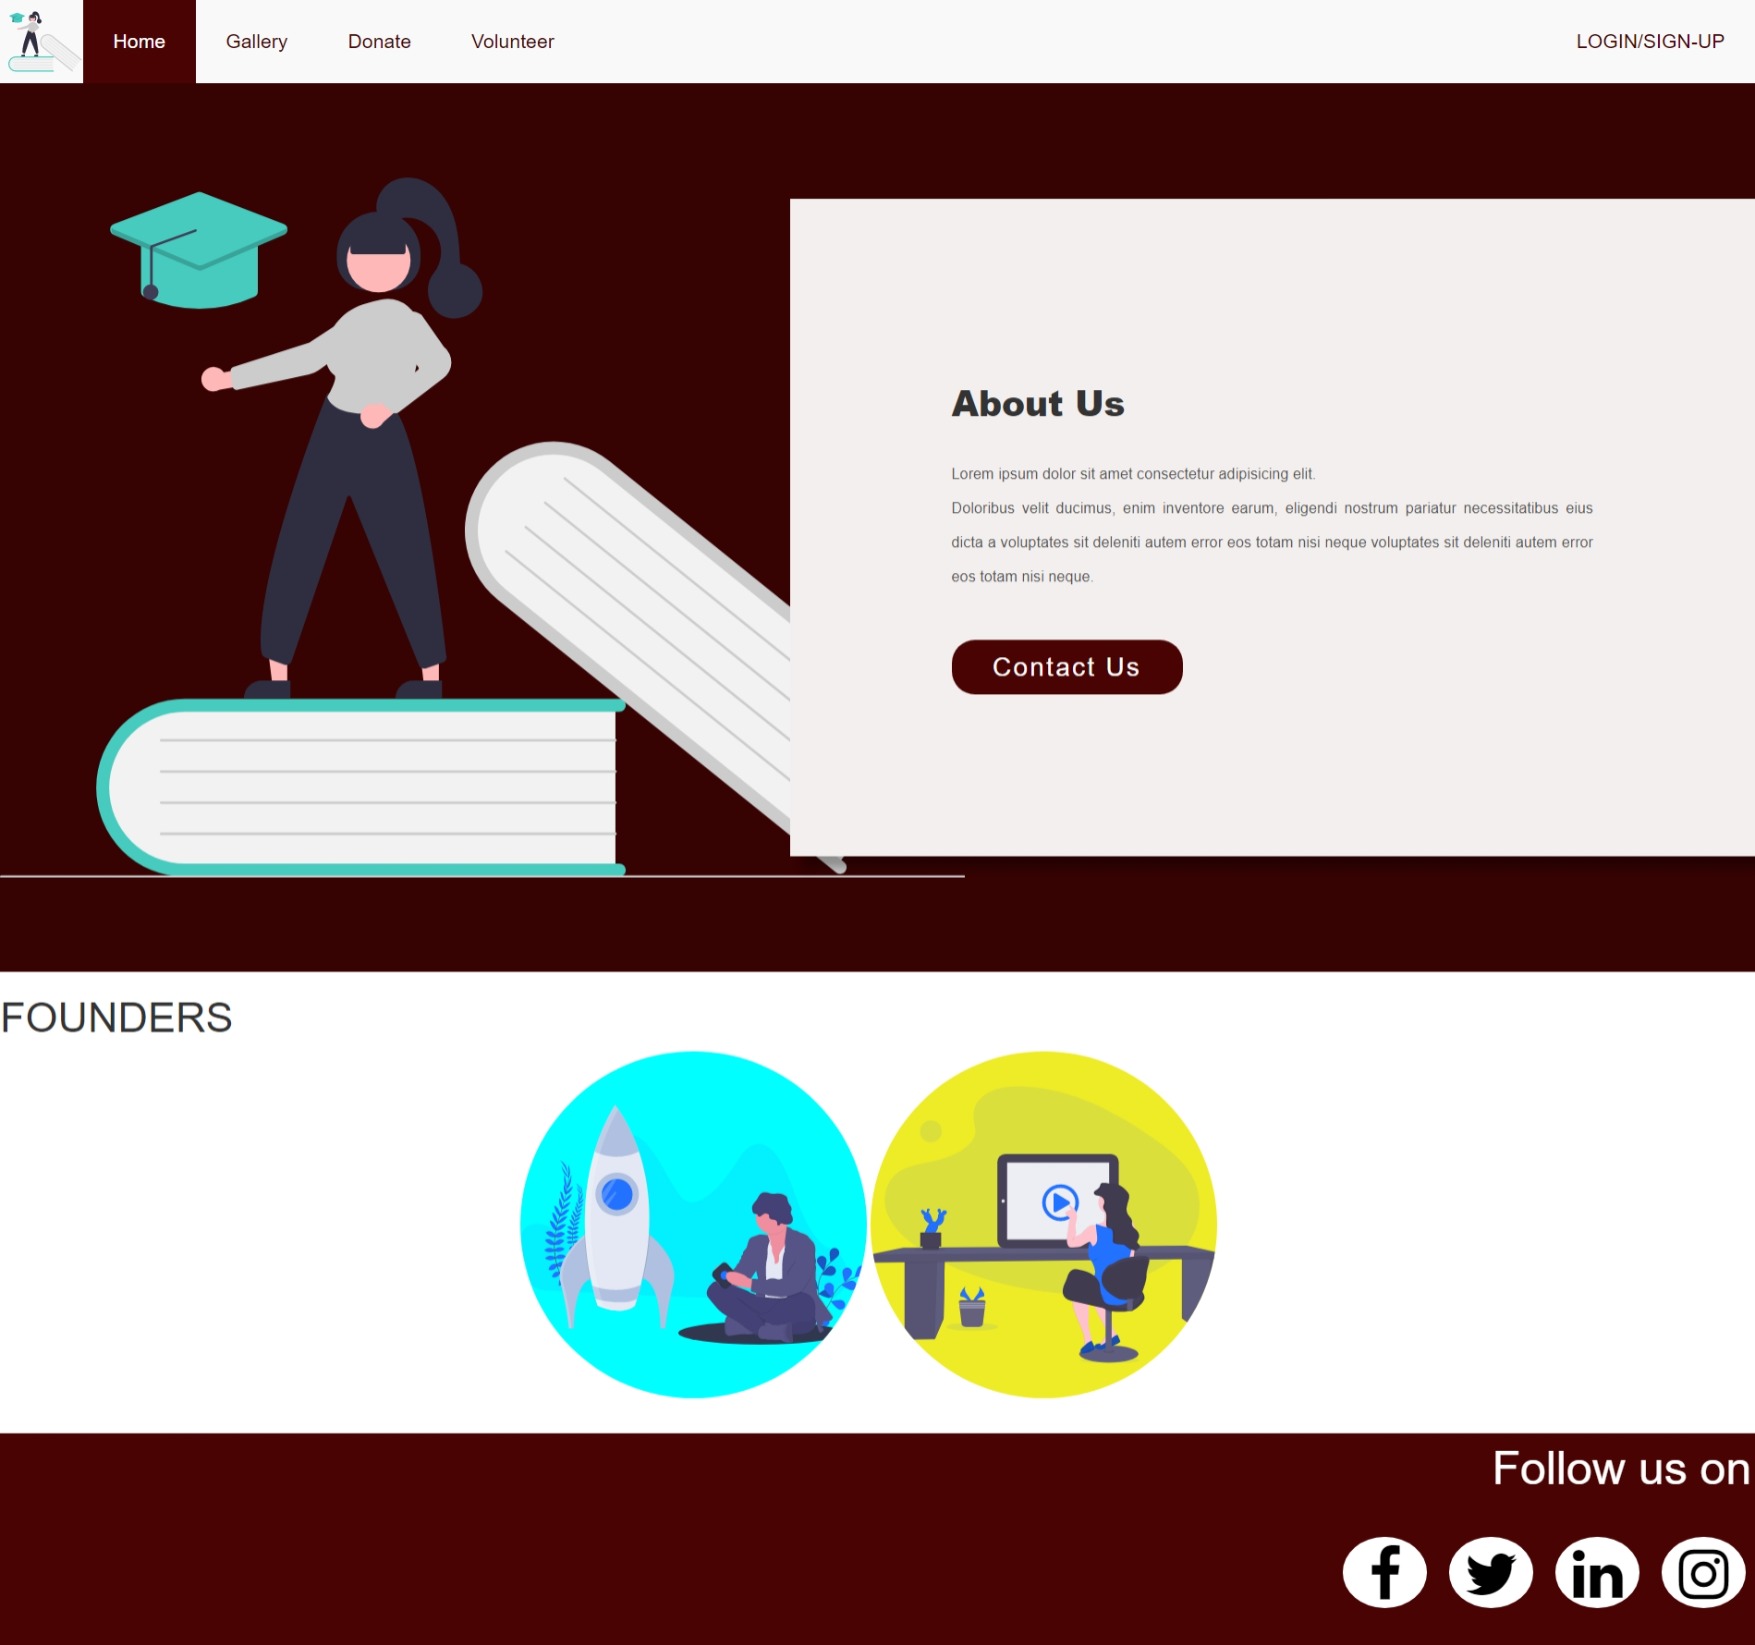 Home Gallery Donate Volunteer LOGIN/SIGN-UP
About Us
Lorem ipsum dolor sit amet consectetur adipisicing elit.
Doloribus velit ducimus, enim inventore earum, eligendi nostrum pariatur necessitatibus eius
dicta a voluptates sit deleniti autem error eos totam nisi neque voluptates sit deleniti autem error
eos totam nisi neque.
Contact Us
FOUNDERS
Follow us on